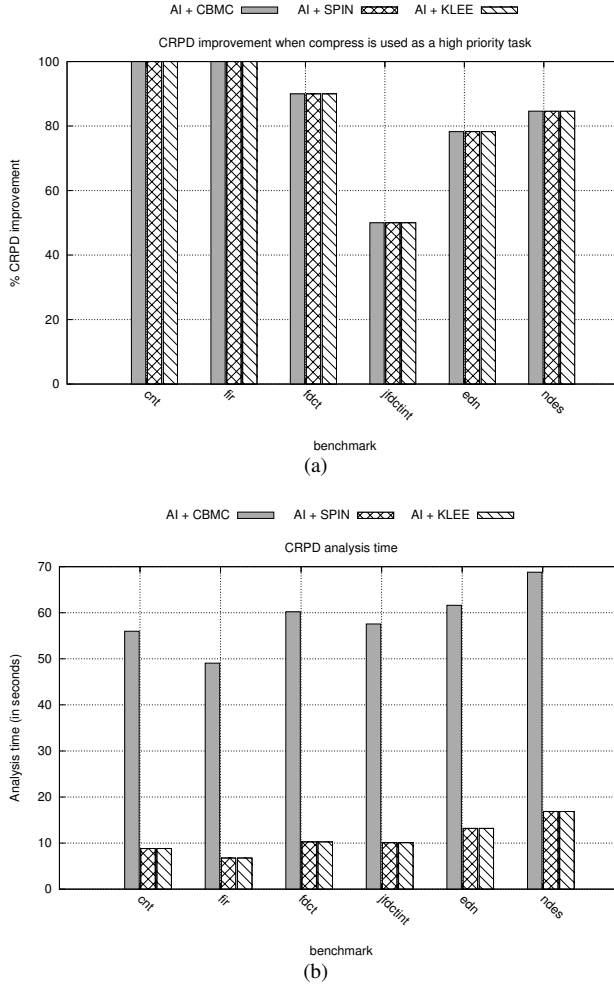 AI + CBMC AI + SPIN AI + KLEE
CRPD improvement when compress is used as a high priority task
100
80
60
40
20
0
% CRPD improvement
cnt fir fdct jfdctint edn ndes
benchmark
(a)
AI + CBMC AI + SPIN AI + KLEE
CRPD analysis time
70
60
50
40
30
20
10
0
Analysis time (in seconds)
cnt fir fdct jfdctint edn ndes
benchmark
(b)